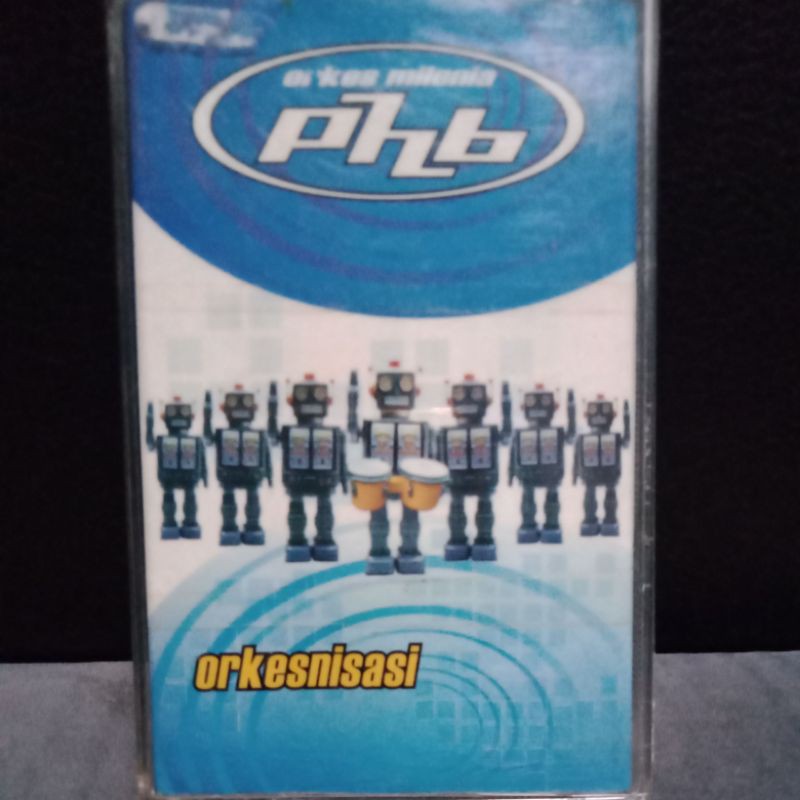 orkes milenia
phb
orkesnisasi